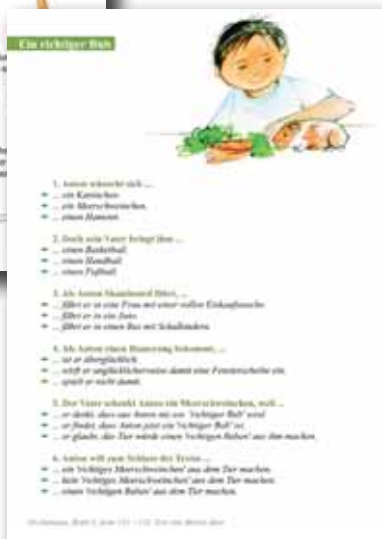 Ein richtiger Bub
1. Anton wünscht sich ...
... ein Kaninchen.
... ein Meerschweinchen.
... einen Hamster.
2. Doch sein Vater bringt ihm ...
... einen Basketball.
... einen Handball.
... einen Fußball.
3. Als Anton Skateboard fährt, ...
... fährt er in eine Frau mit einer vollen Einkaufstasche.
... fährt er in ein Auto.
... fährt er in einen Bus mit Schulkindern.
4. Als Anton einen Bumerang bekommt, ...
... ist er überglücklich.
... wirft er unglücklicherweise damit eine Fensterscheibe ein.
... spielt er nicht damit.
5. Der Vater schenkt Anton ein Meerschweinchen, weil ...
... er denkt, dass aus Anton nie ein 'richtiger Bub' wird.
... er findet, dass Anton jetzt ein 'richtiger Bub' ist.
... er glaubt, das Tier würde einen 'richtigen Buben' aus ihm machen.
6. Anton will zum Schluss des Textes ...
... ein 'richtiges Meerschweinchen' aus dem Tier machen.
... kein 'richtiges Meerschweinchen' aus dem Tier machen.
... einen 'richtigen Buben' aus dem Tier machen.